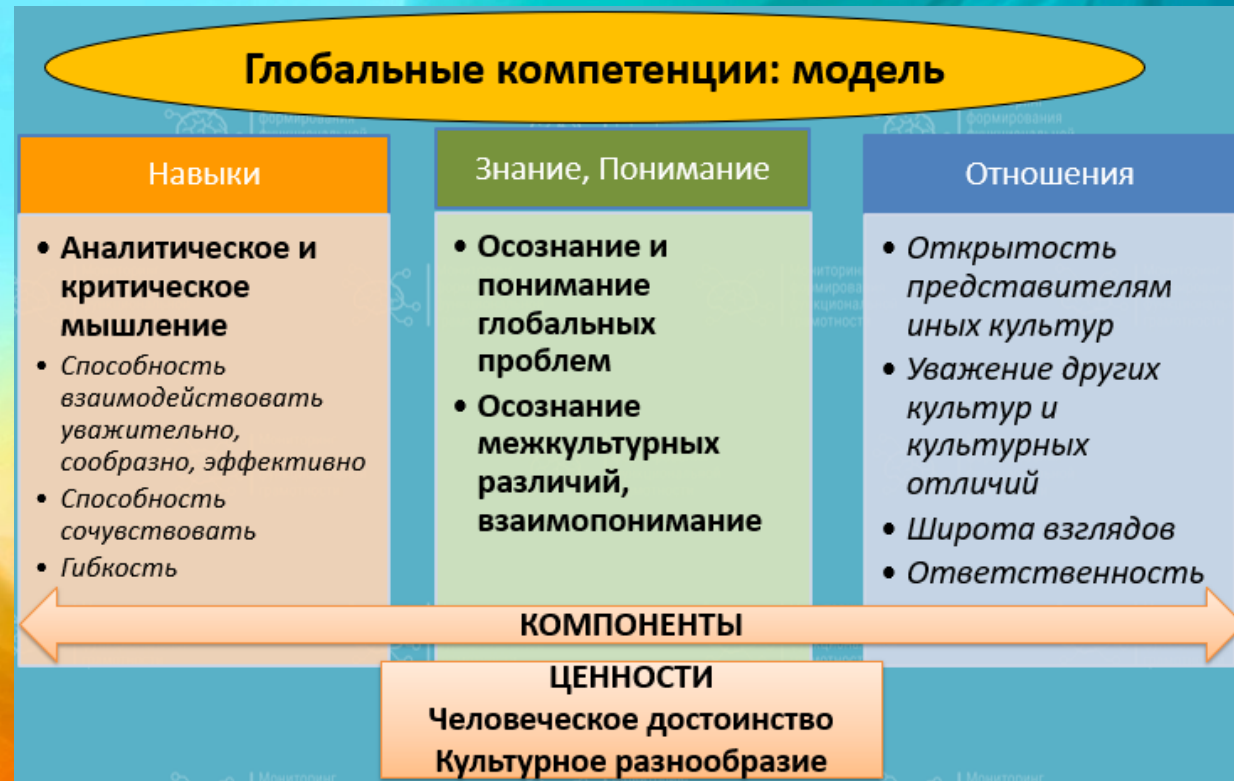 Глобальные компетенции: модель
Навыки
• Аналитическое и
критическое
мышление
• Способность
взаимодействовать
уважительно,
сообразно, эффективно
• Способность
сочувствовать
• Гибкость
Знание, Понимание
• Осознание и
понимание
глобальных
проблем
• Осознание
межкультурных
различий,
взаимопонимание
Отношения
• Открытость
представителям
иных культур
• Уважение других
культур и
культурных
отличий
• Широта взглядов
• Ответственность
КОМПОНЕНТЫ
ЦЕННОСТИ
Человеческое достоинство
Культурное разнообразие